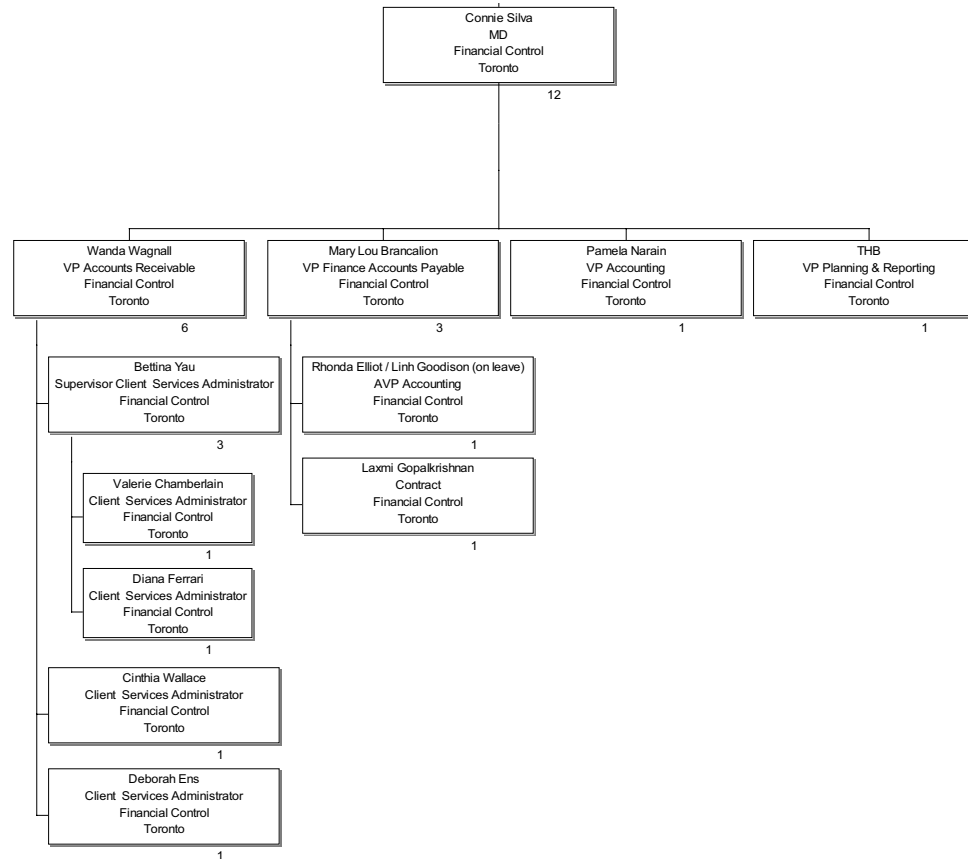 Connie Silva
MD
Financial Control
Toronto
12
Wanda Wagnall
VP Accounts Receivable
Financial Control
Toronto
6
Mary Lou Brancalion
VP Finance Accounts Payable
Financial Control
Toronto
3
Pamela Narain
VP Accounting
Financial Control
Toronto
1
THB
VP Planning & Reporting
Financial Control
Toronto
1
Bettina Yau
Supervisor Client Services Administrator
Financial Control
Toronto
3
Rhonda Elliot / Linh Goodison (on leave)
AVP Accounting
Financial Control
Toronto
1
Valerie Chamberlain
Client Services Administrator
Financial Control
Toronto
1
Laxmi Gopalkrishnan
Contract
Financial Control
Toronto
1
Diana Ferrari
Client Services Administrator
Financial Control
Toronto
1
Cinthia Wallace
Client Services Administrator
Financial Control
Toronto
1
Deborah Ens
Client Services Administrator
Financial Control
Toronto
1